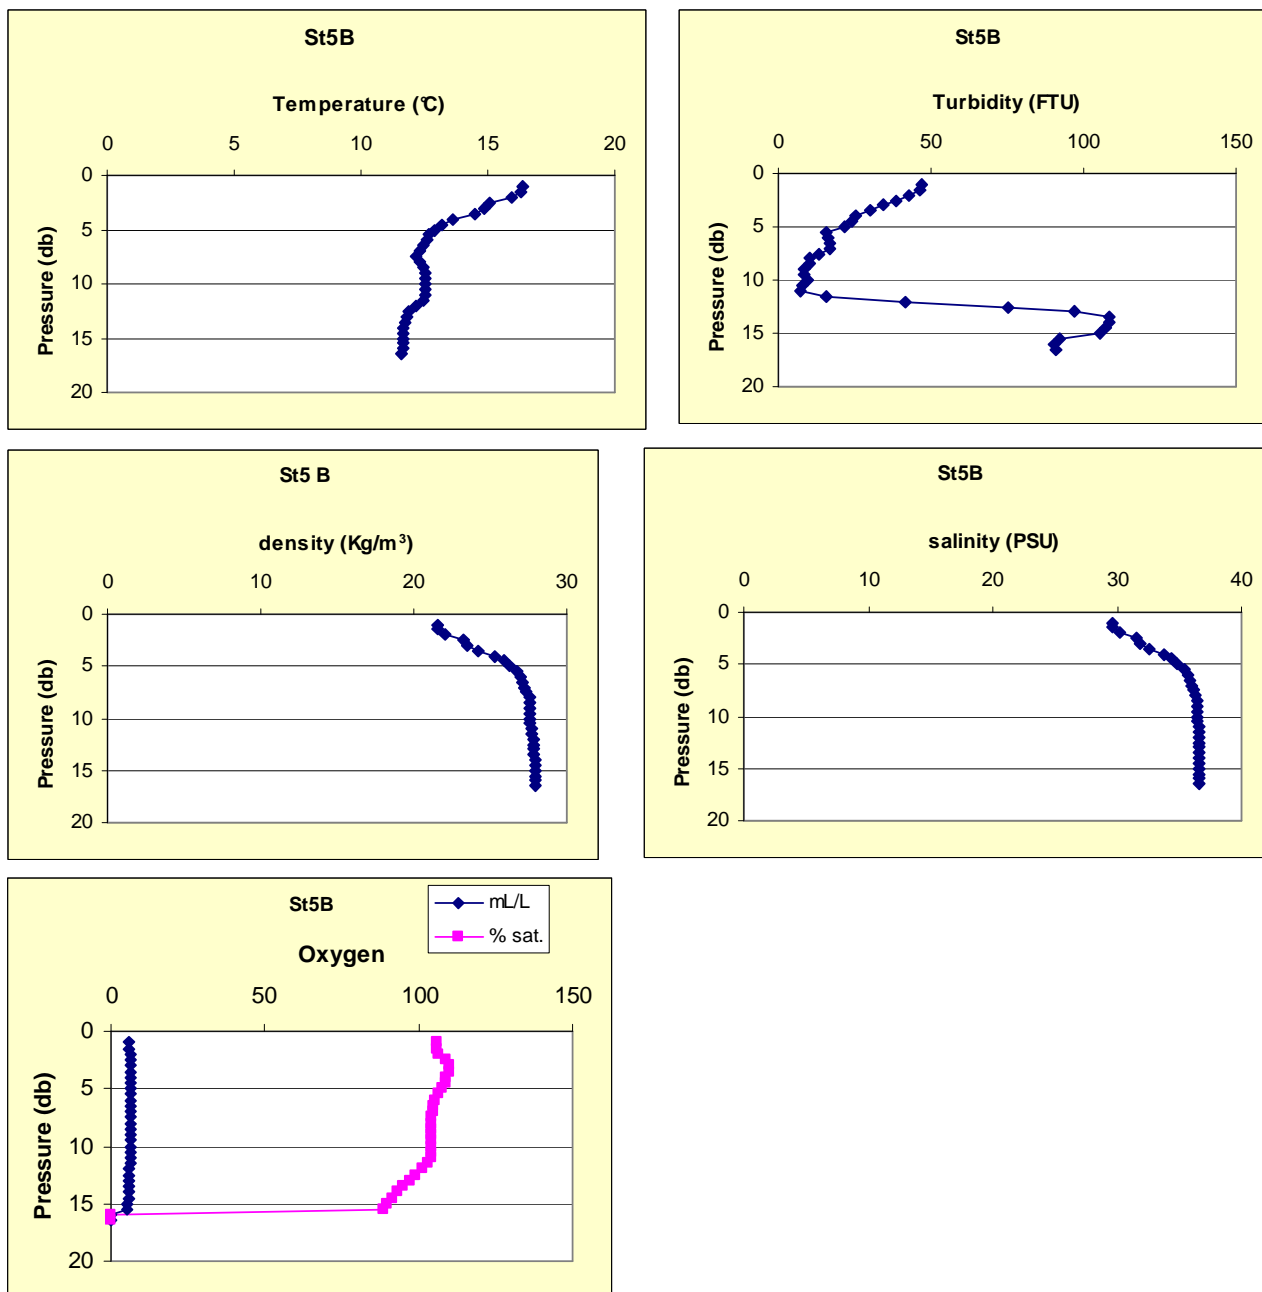 St5B
Temperature (°C)
0 5 10 15 20
0
5
10
15
20
Pressure (db)
St5B
Turbidity (FTU)
0 50 100 150
0
5
10
15
20
Pressure (db)
St5 B
density (Kg/m³)
0 10 20 30
0
5
10
15
20
Pressure (db)
St5B
salinity (PSU)
0 10 20 30 40
0
5
10
15
20
Pressure (db)
St5B
mL/L
% sat.
Oxygen
0 50 100 150
0
5
10
15
20
Pressure (db)